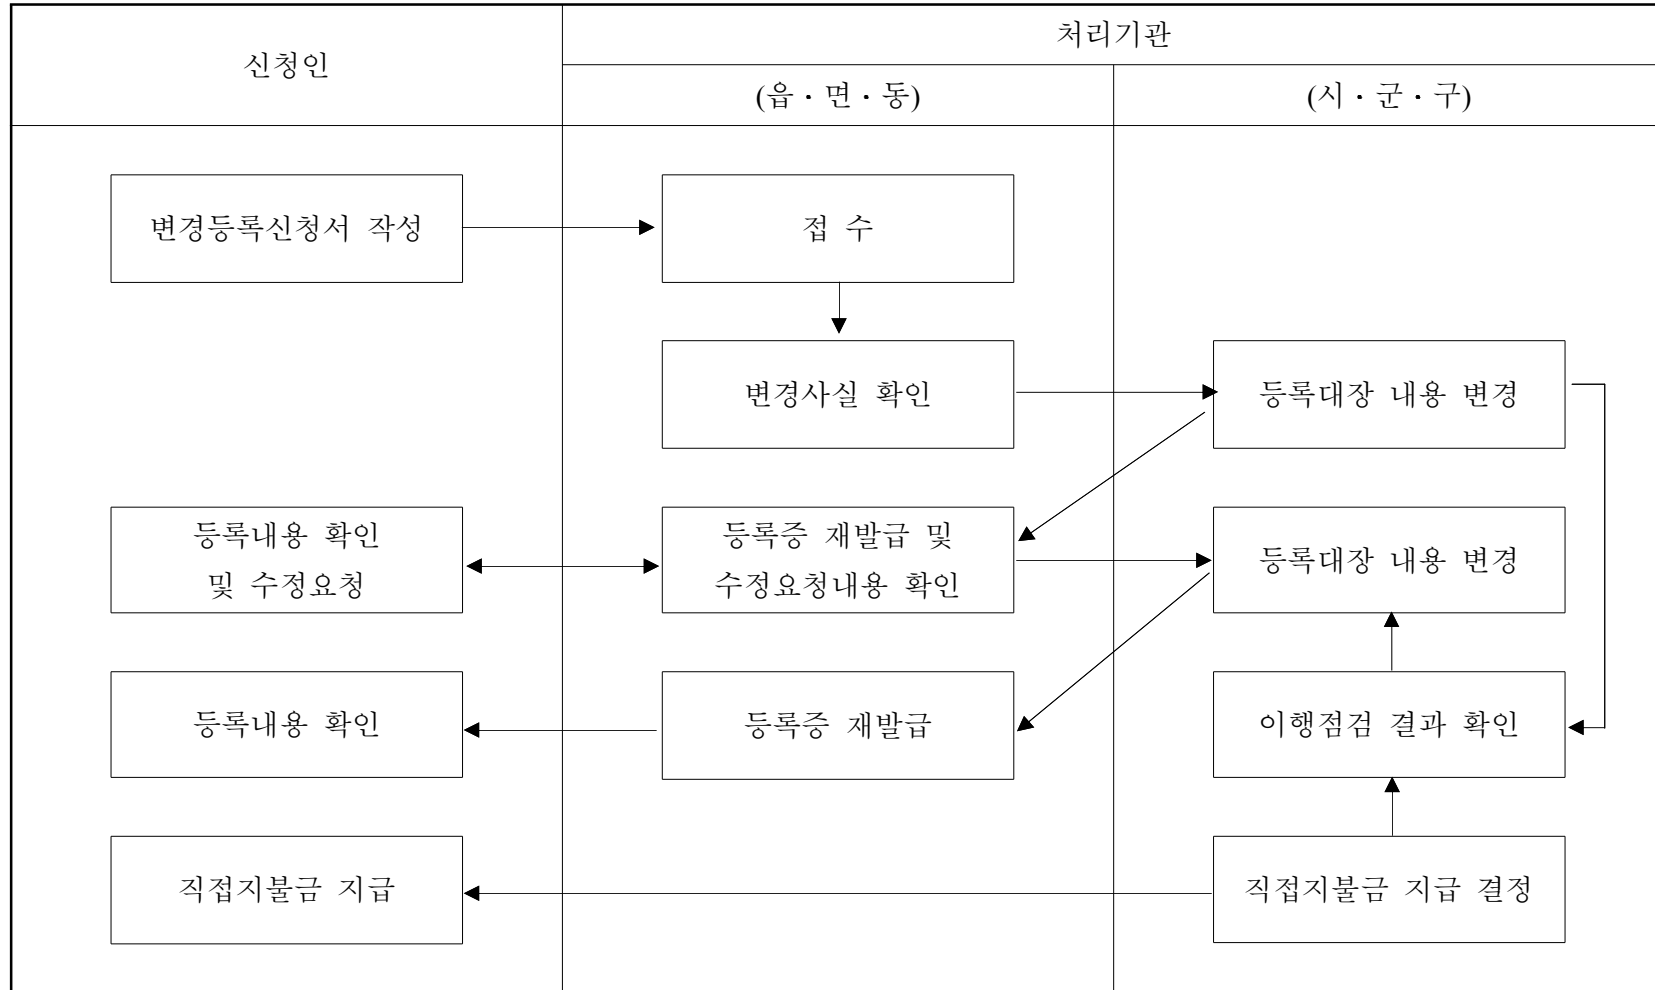 신청인
처리기관
(읍·면·동)
(시·군·구)
변경등록신청서 작성
접 수
변경사실 확인
등록대장 내용 변경
등록내용 확인
및 수정요청
등록증 재발급 및
수정요청내용 확인
등록대장 내용 변경
등록내용 확인
등록증 재발급
이행점검 결과 확인
직접지불금 지급
직접지불금 지급 결정